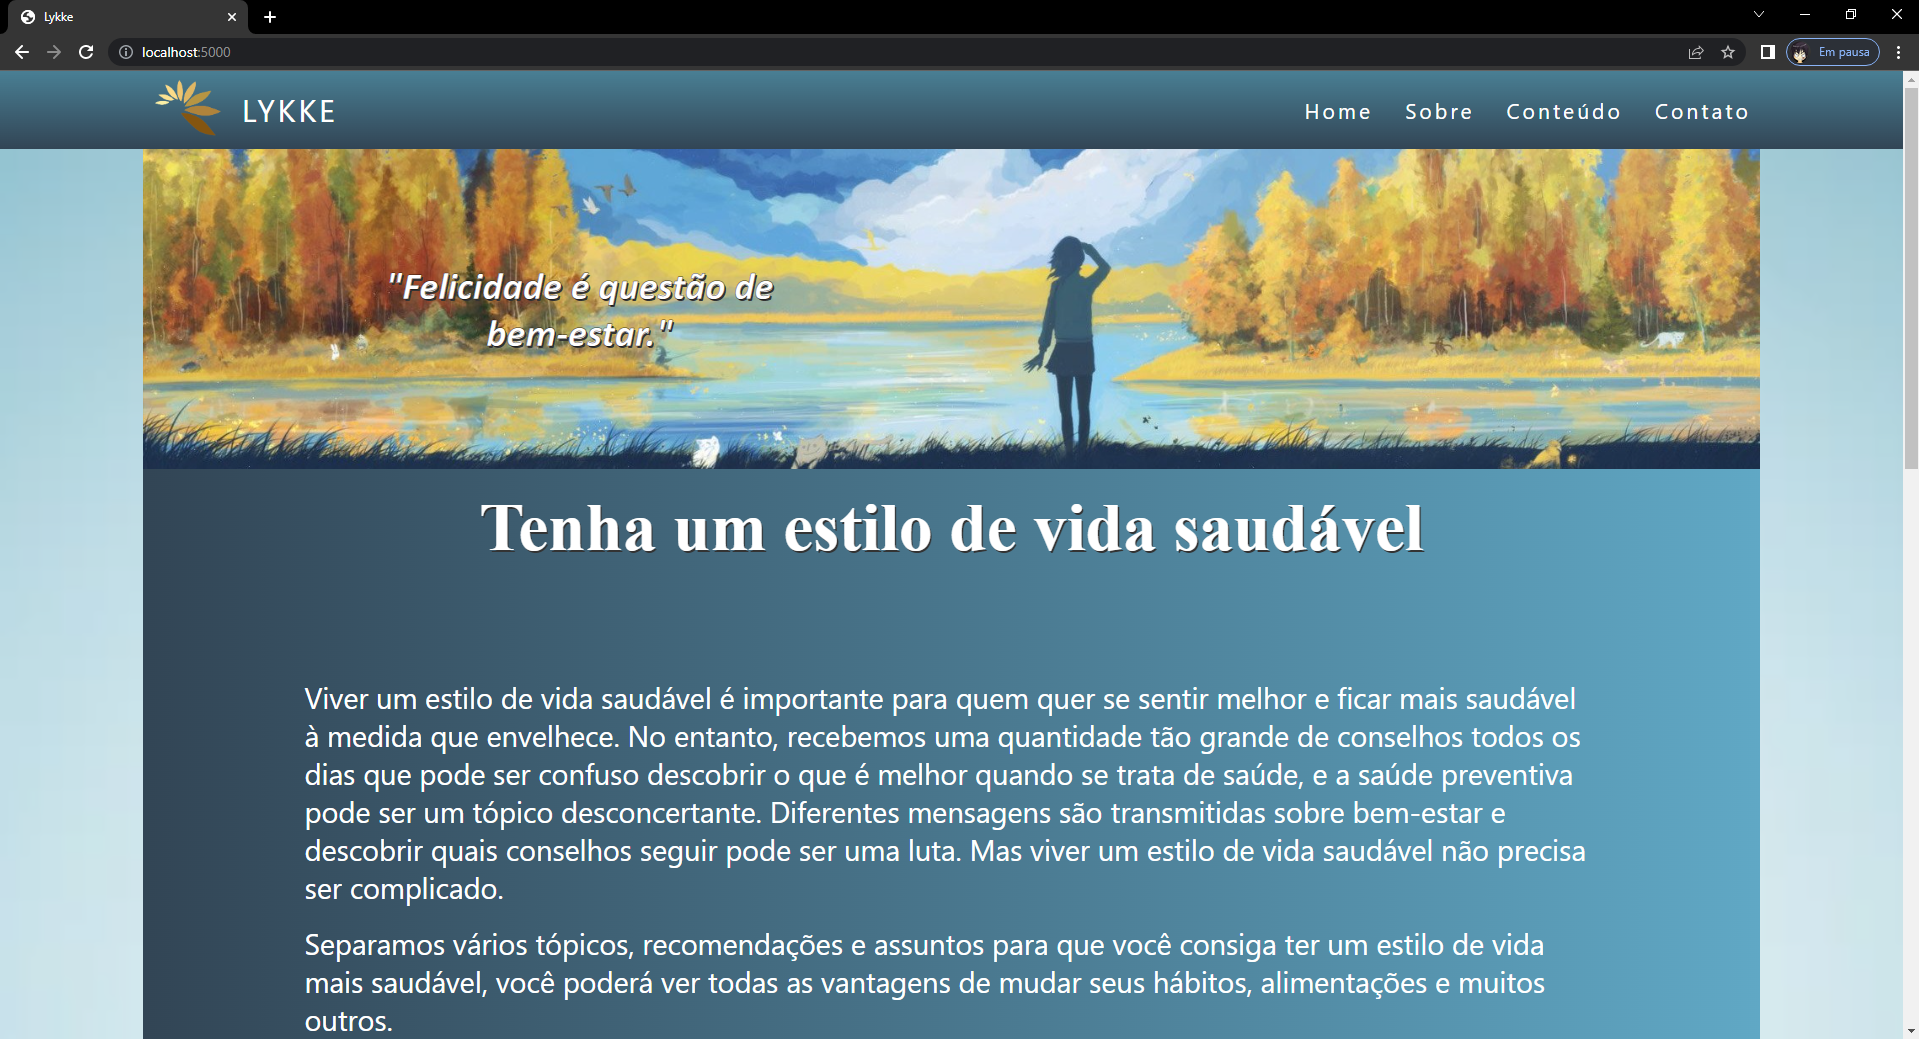 Lykke
localhost:5000
Em pausa
LYKKE
Home Sobre Conteúdo Contato
"Felicidade é questão de
bem-estar."
Tenha um estilo de vida saudável
Viver um estilo de vida saudável é importante para quem quer se sentir melhor e ficar mais saudável
à medida que envelhece. No entanto, recebemos uma quantidade tão grande de conselhos todos os
dias que pode ser confuso descobrir o que é melhor quando se trata de saúde, e a saúde preventiva
pode ser um tópico desconcertante. Diferentes mensagens são transmitidas sobre bem-estar e
descobrir quais conselhos seguir pode ser uma luta. Mas viver um estilo de vida saudável não precisa
ser complicado.
Separamos vários tópicos, recomendações e assuntos para que você consiga ter um estilo de vida
mais saudável, você poderá ver todas as vantagens de mudar seus hábitos, alimentações e muitos
outros.